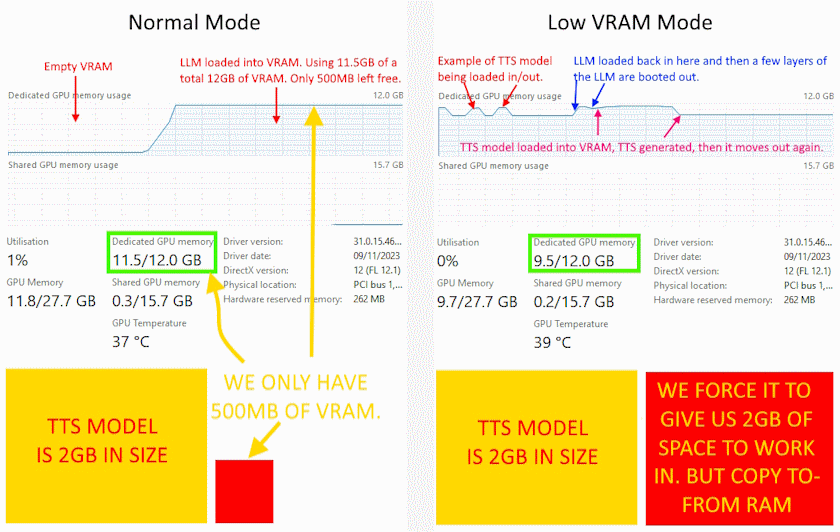 Normal Mode
Empty VRAM
LLM loaded into VRAM. Using 11.5GB of a
total 12GB of VRAM. Only 500MB left free.
Dedicated GPU memory usage
12.0 GB
Shared GPU memory usage
15.7 GB
Utilisation
1%
Dedicated GPU memory
11.5/12.0 GB
GPU Memory
11.8/27.7 GB
Shared GPU memory
0.3/15.7 GB
GPU Temperature
37 °C
Driver version: 31.0.15.46...
Driver date: 09/11/2023
DirectX version: 12 (FL 12.1)
Physical location: PCI bus 1,...
Hardware reserved memory: 262 MB
WE ONLY HAVE
500MB OF VRAM.
TTS MODEL
IS 2GB IN SIZE
Low VRAM Mode
Example of TTS model
being loaded in/out.
LLM loaded back in here and then a few layers of
the LLM are booted out.
Dedicated GPU memory usage
12.0 GB
TTS model loaded into VRAM, TTS generated, then it moves out again.
Shared GPU memory usage
15.7 GB
Utilisation
0%
Dedicated GPU memory
9.5/12.0 GB
GPU Memory
9.7/27.7 GB
Shared GPU memory
0.2/15.7 GB
GPU Temperature
39 °C
Driver version: 31.0.15.46...
Driver date: 09/11/2023
DirectX version: 12 (FL 12.1)
Physical location: PCI bus 1,...
Hardware reserved memory: 262 MB
TTS MODEL
IS 2GB IN SIZE
WE FORCE IT TO
GIVE US 2GB OF
SPACE TO WORK
IN. BUT COPY TO-
FROM RAM